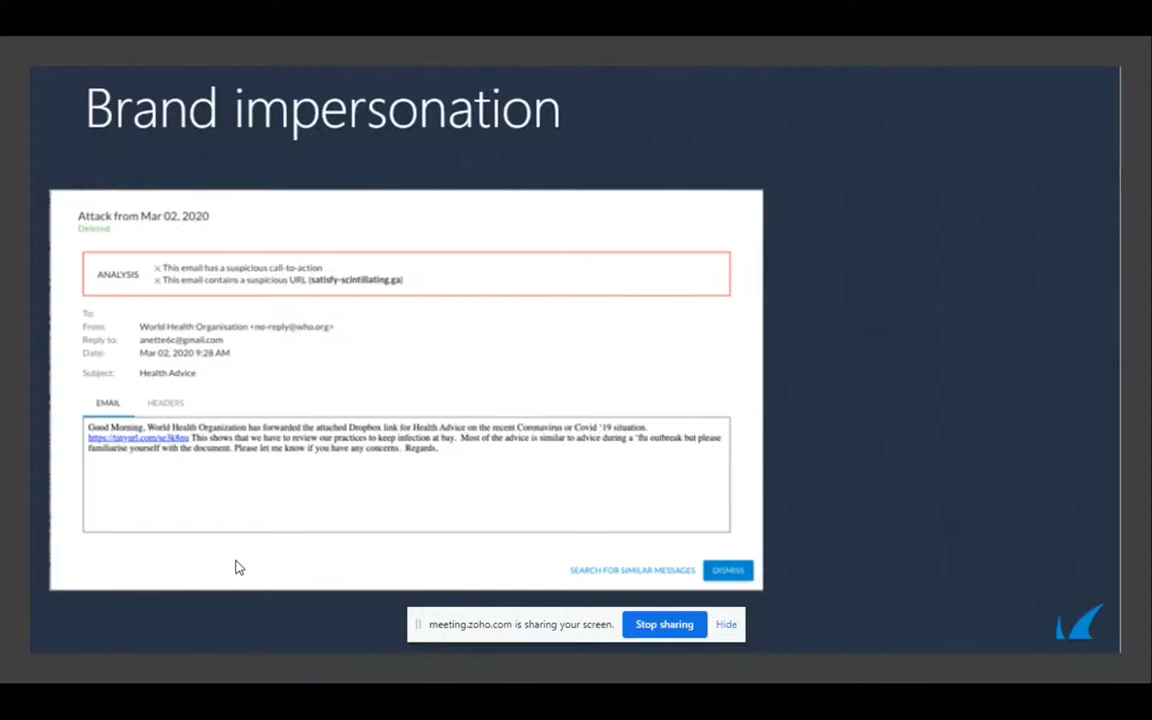 Brand impersonation
Attack from Mar 02, 2020
Deleted
ANALYSIS
× This email has a suspicious call-to-action
× This email contains a suspicious URL (satisfy-scintillating.ga)
To:
From: World Health Organisation <no-reply@who.org>
Reply to: anette6c@gmail.com
Date: Mar 02, 2020 9:28 AM
Subject: Health Advice
EMAIL HEADERS
Good Morning, World Health Organization has forwarded the attached Dropbox link for Health Advice on the recent Coronavirus or Covid '19 situation.
https://tinyurl.com/ This shows that we have to review our practices to keep infection at bay. Most of the advice is similar to advice during a 'flu outbreak but please
familiarise yourself with the document. Please let me know if you have any concerns. Regards.
SEARCH FOR SIMILAR MESSAGES DISMISS
meeting.zoho.com is sharing your screen. Stop sharing Hide